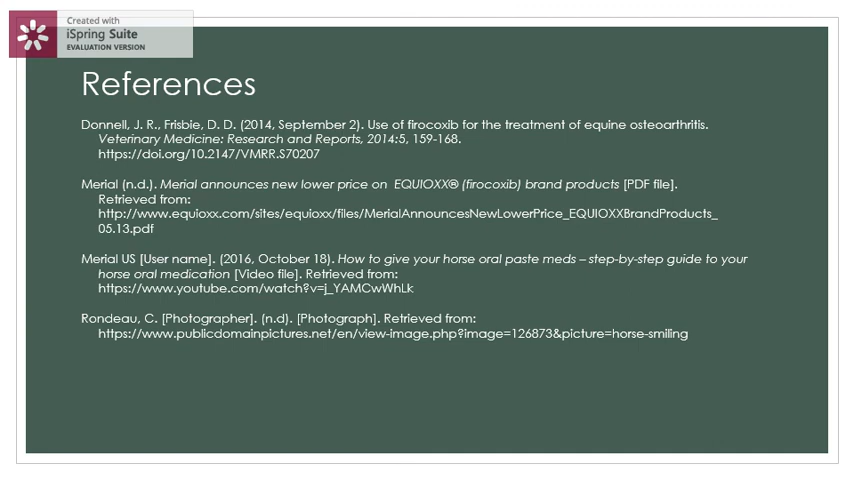 Created with
iSpring Suite
EVALUATION VERSION
References
Donnell, J. R., Frisbie, D. D. (2014, September 2). Use of firocoxib for the treatment of equine osteoarthritis.
Veterinary Medicine: Research and Reports, 2014:5, 159-168.
https://doi.org/10.2147/VMRR.S70207
Merial (n.d.). Merial announces new lower price on EQUIOXX® (firocoxib) brand products [PDF file].
Retrieved from:
http://www.equioxx.com/sites/equioxx/files/MerialAnnouncesNewLowerPrice_EQUIOXXBrandProducts_
05.13.pdf
Merial US [User name]. (2016, October 18). How to give your horse oral paste meds – step-by-step guide to your
horse oral medication [Video file]. Retrieved from:
https://www.youtube.com/watch?v=j_YAMCwWhLk
Rondeau, C. [Photographer]. (n.d). [Photograph]. Retrieved from:
https://www.publicdomainpictures.net/en/view-image.php?image=126873&picture=horse-smiling